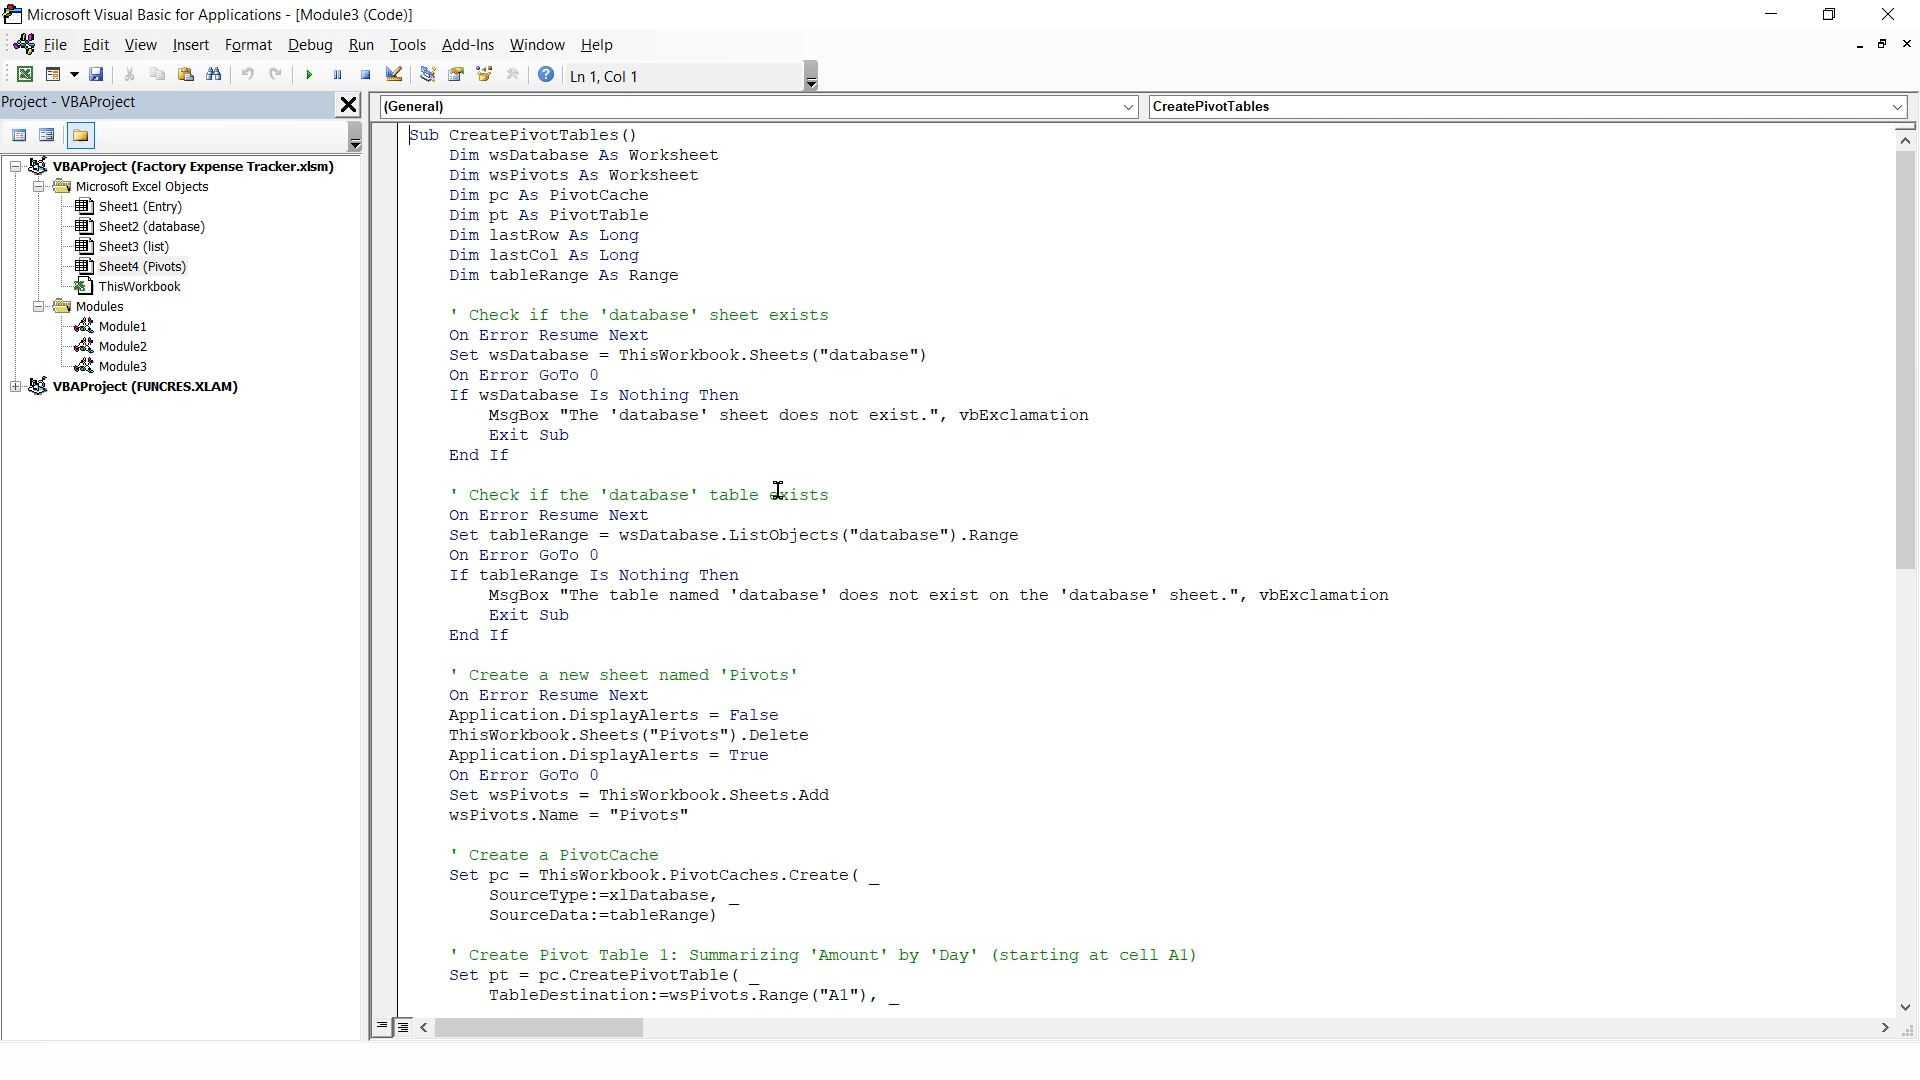 Microsoft Visual Basic for Applications - [Module3 (Code)]
File Edit View Insert Format Debug Run Tools Add-Ins Window Help
Ln 1, Col 1
Project - VBAProject
(General)
CreatePivotTables
VBAProject (Factory Expense Tracker.xlsm)
Microsoft Excel Objects
Sheet1 (Entry)
Sheet2 (database)
Sheet3 (list)
Sheet4 (Pivots)
ThisWorkbook
Modules
Module1
Module2
Module3
VBAProject (FUNCRES.XLAM)
Sub CreatePivotTables()
Dim wsDatabase As Worksheet
Dim wsPivots As Worksheet
Dim pc As PivotCache
Dim pt As PivotTable
Dim lastRow As Long
Dim lastCol As Long
Dim tableRange As Range
' Check if the 'database' sheet exists
On Error Resume Next
Set wsDatabase = ThisWorkbook.Sheets("database")
On Error GoTo 0
If wsDatabase Is Nothing Then
MsgBox "The 'database' sheet does not exist.", vbExclamation
Exit Sub
End If
' Check if the 'database' table exists
On Error Resume Next
Set tableRange = wsDatabase.ListObjects("database").Range
On Error GoTo 0
If tableRange Is Nothing Then
MsgBox "The table named 'database' does not exist on the 'database' sheet.", vbExclamation
Exit Sub
End If
' Create a new sheet named 'Pivots'
On Error Resume Next
Application.DisplayAlerts = False
ThisWorkbook.Sheets("Pivots").Delete
Application.DisplayAlerts = True
On Error GoTo 0
Set wsPivots = ThisWorkbook.Sheets.Add
wsPivots.Name = "Pivots"
' Create a PivotCache
Set pc = ThisWorkbook.PivotCaches.Create( _
SourceType:=xlDatabase, _
SourceData:=tableRange)
' Create Pivot Table 1: Summarizing 'Amount' by 'Day' (starting at cell A1)
Set pt = pc.CreatePivotTable( _
TableDestination:=wsPivots.Range("A1"), _